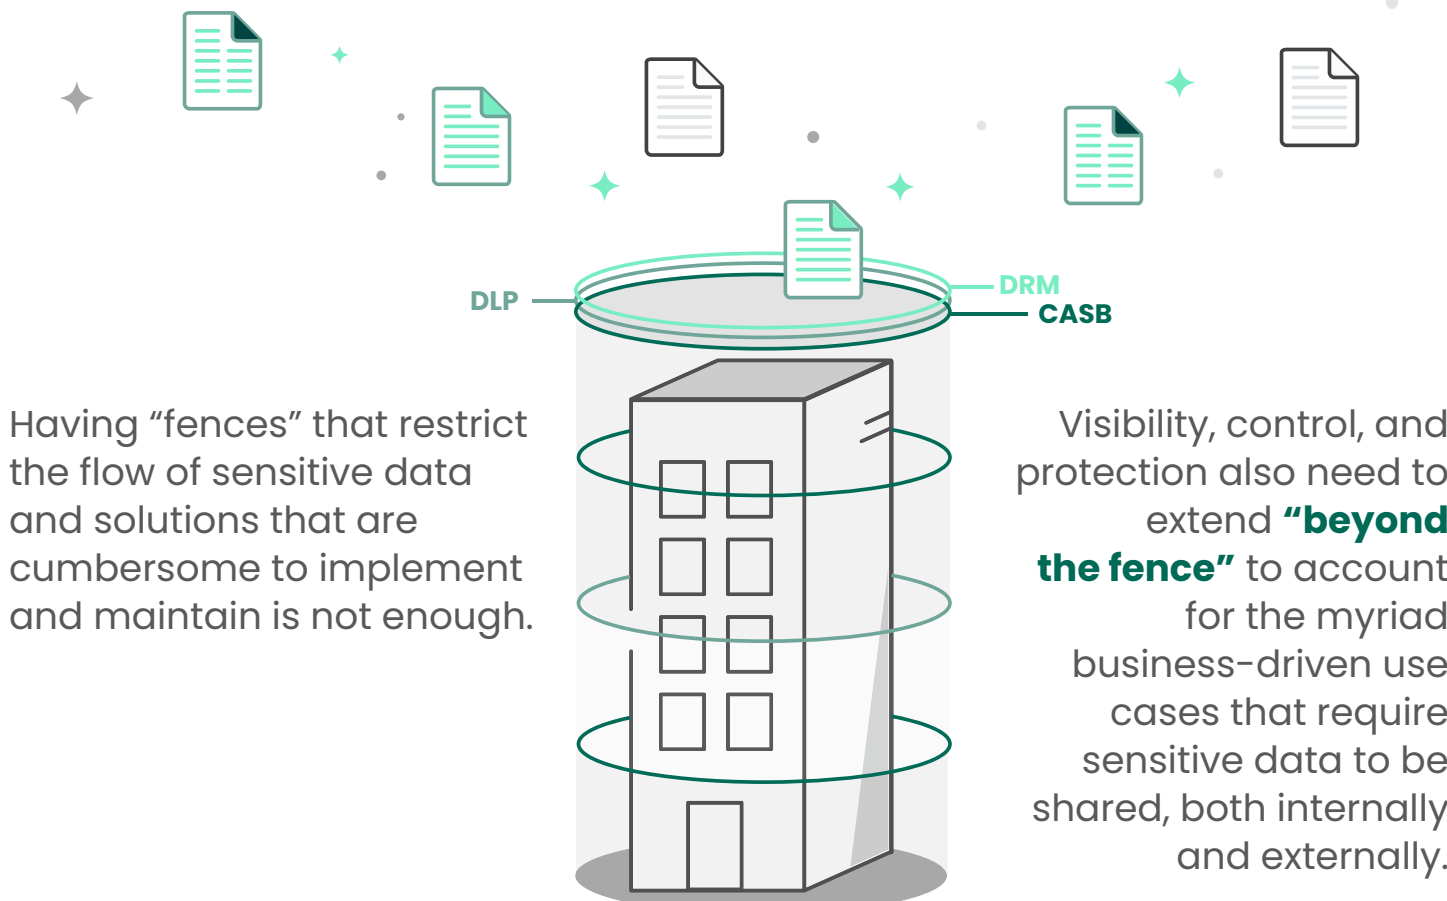 DLP
DRM
CASB
Having “fences” that restrict
the flow of sensitive data
and solutions that are
cumbersome to implement
and maintain is not enough.
Visibility, control, and
protection also need to
extend “beyond
the fence” to account
for the myriad
business-driven use
cases that require
sensitive data to be
shared, both internally
and externally.